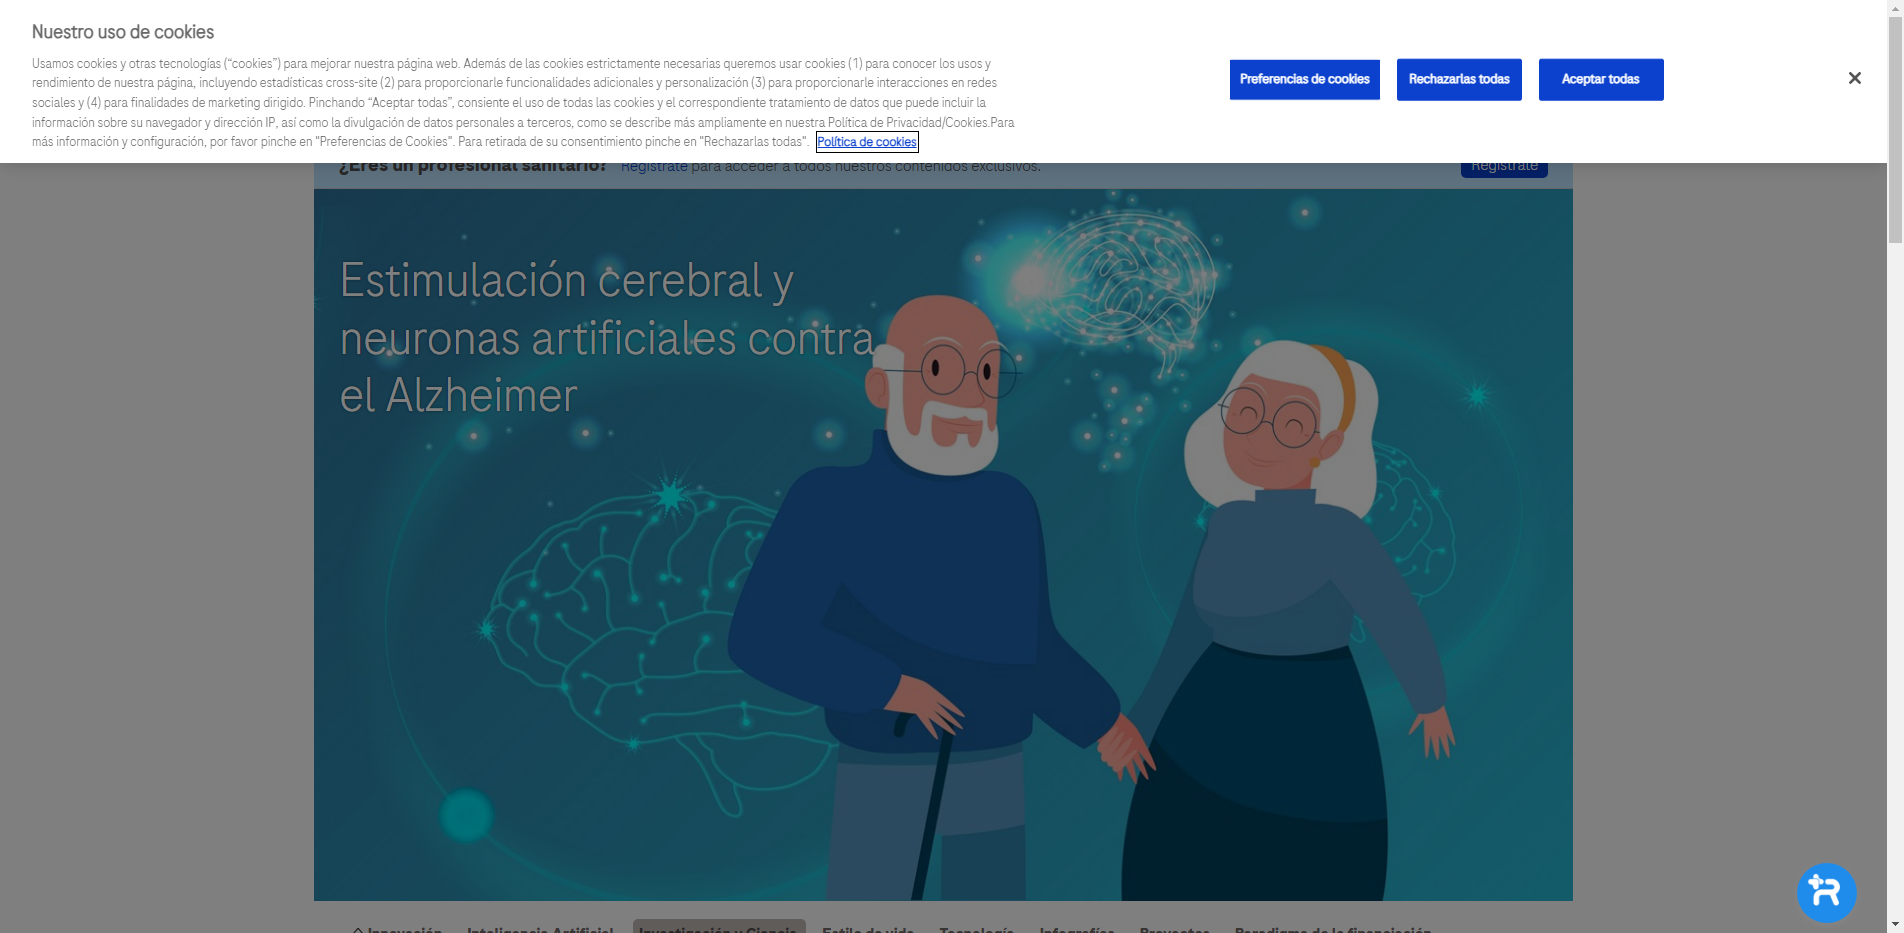 Nuestro uso de cookies
Usamos cookies y otras tecnologías (“cookies”) para mejorar nuestra página web. Además de las cookies estrictamente necesarias queremos usar cookies (1) para conocer los usos y
rendimiento de nuestra página, incluyendo estadísticas cross-site (2) para proporcionarle funcionalidades adicionales y personalización (3) para proporcionarle interacciones en redes
sociales y (4) para finalidades de marketing dirigido. Pinchando “Aceptar todas”, consiente el uso de todas las cookies y el correspondiente tratamiento de datos que puede incluir la
información sobre su navegador y dirección IP, así como la divulgación de datos personales a terceros, como se describe más ampliamente en nuestra Política de Privacidad/Cookies.Para
más información y configuración, por favor pinche en "Preferencias de Cookies". Para retirada de su consentimiento pinche en "Rechazarlas todas". Política de cookies
Preferencias de cookies
Rechazarlas todas
Aceptar todas
¿Eres un profesional sanitario? Regístrate para acceder a todos nuestros contenidos exclusivos.
Regístrate
Estimulación cerebral y
neuronas artificiales contra
el Alzheimer
Innovación Inteligencia Artificial Investigación y Ciencia Estilo de vida Tecnología Infografías Proyectos Paradigma de la financiación